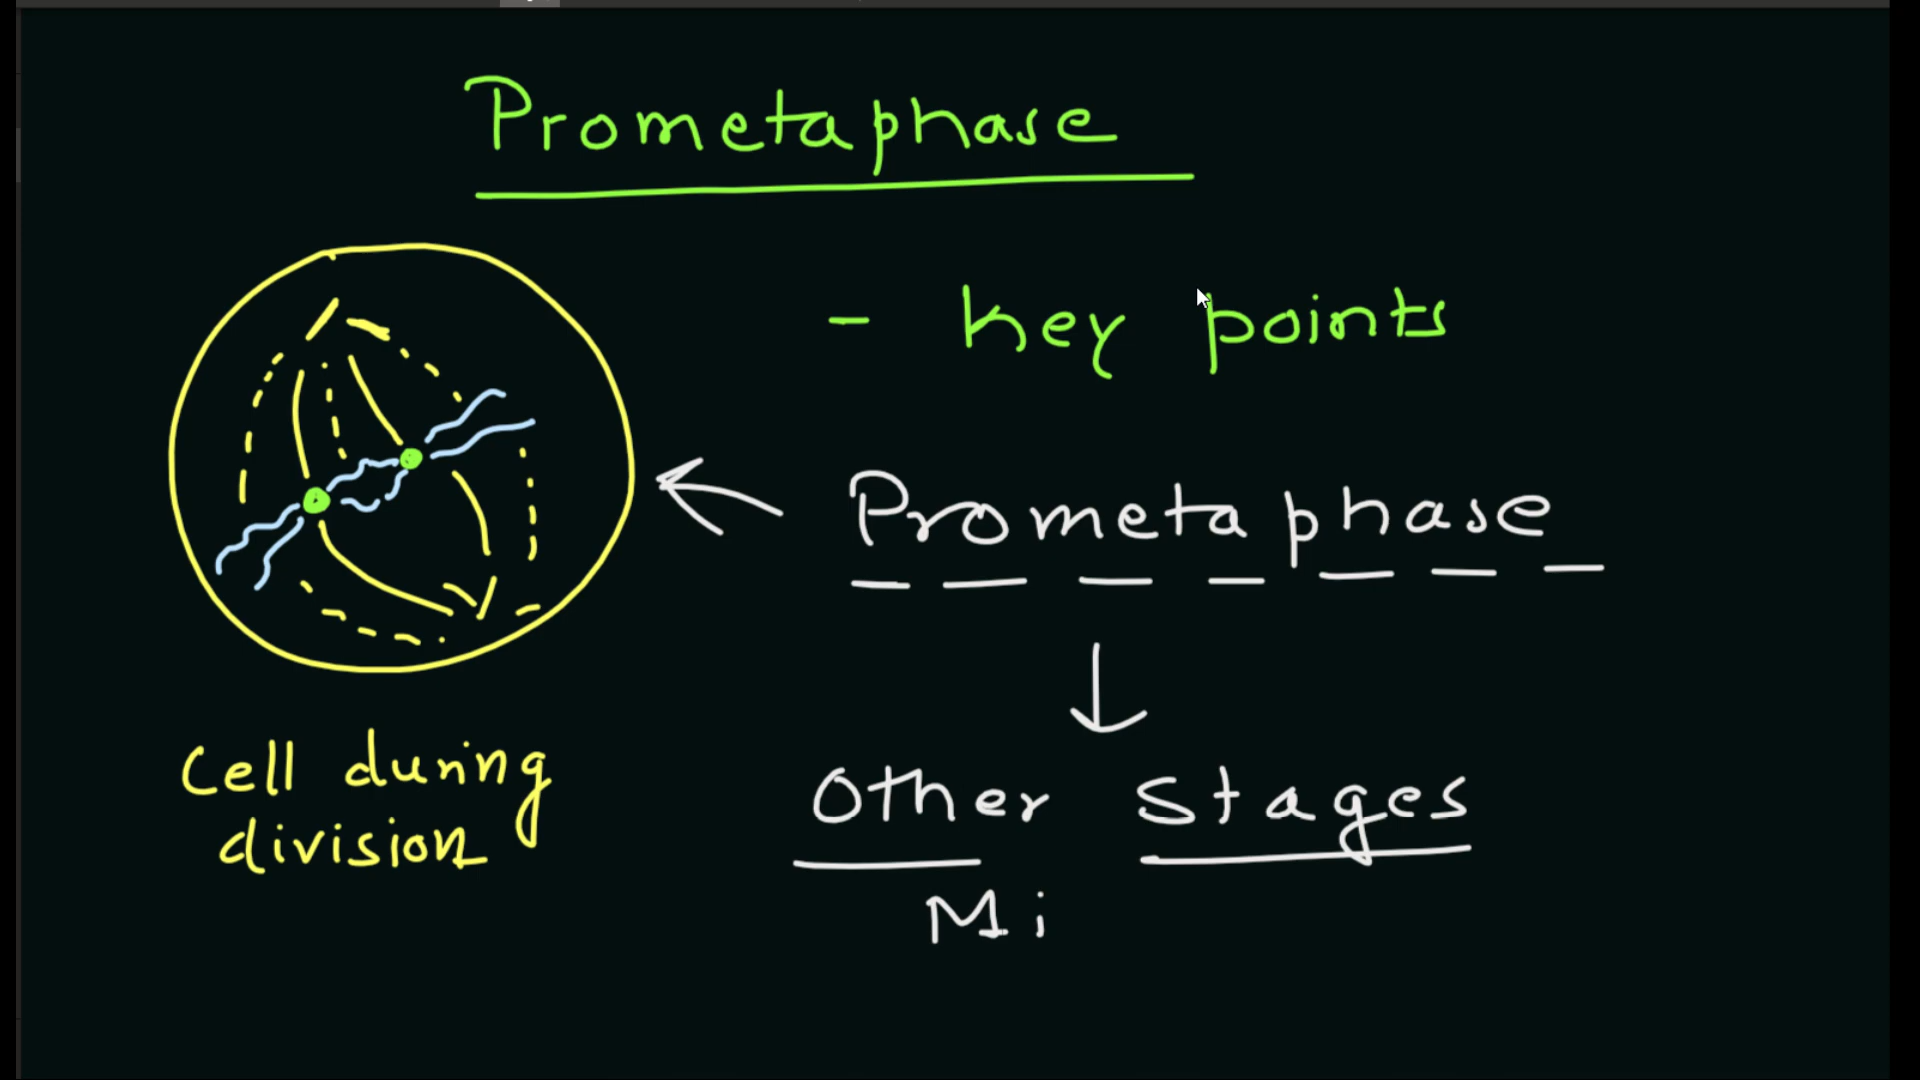 Prometaphase
- Key points
Prometaphase
Other Stages
Mi
Cell during
division